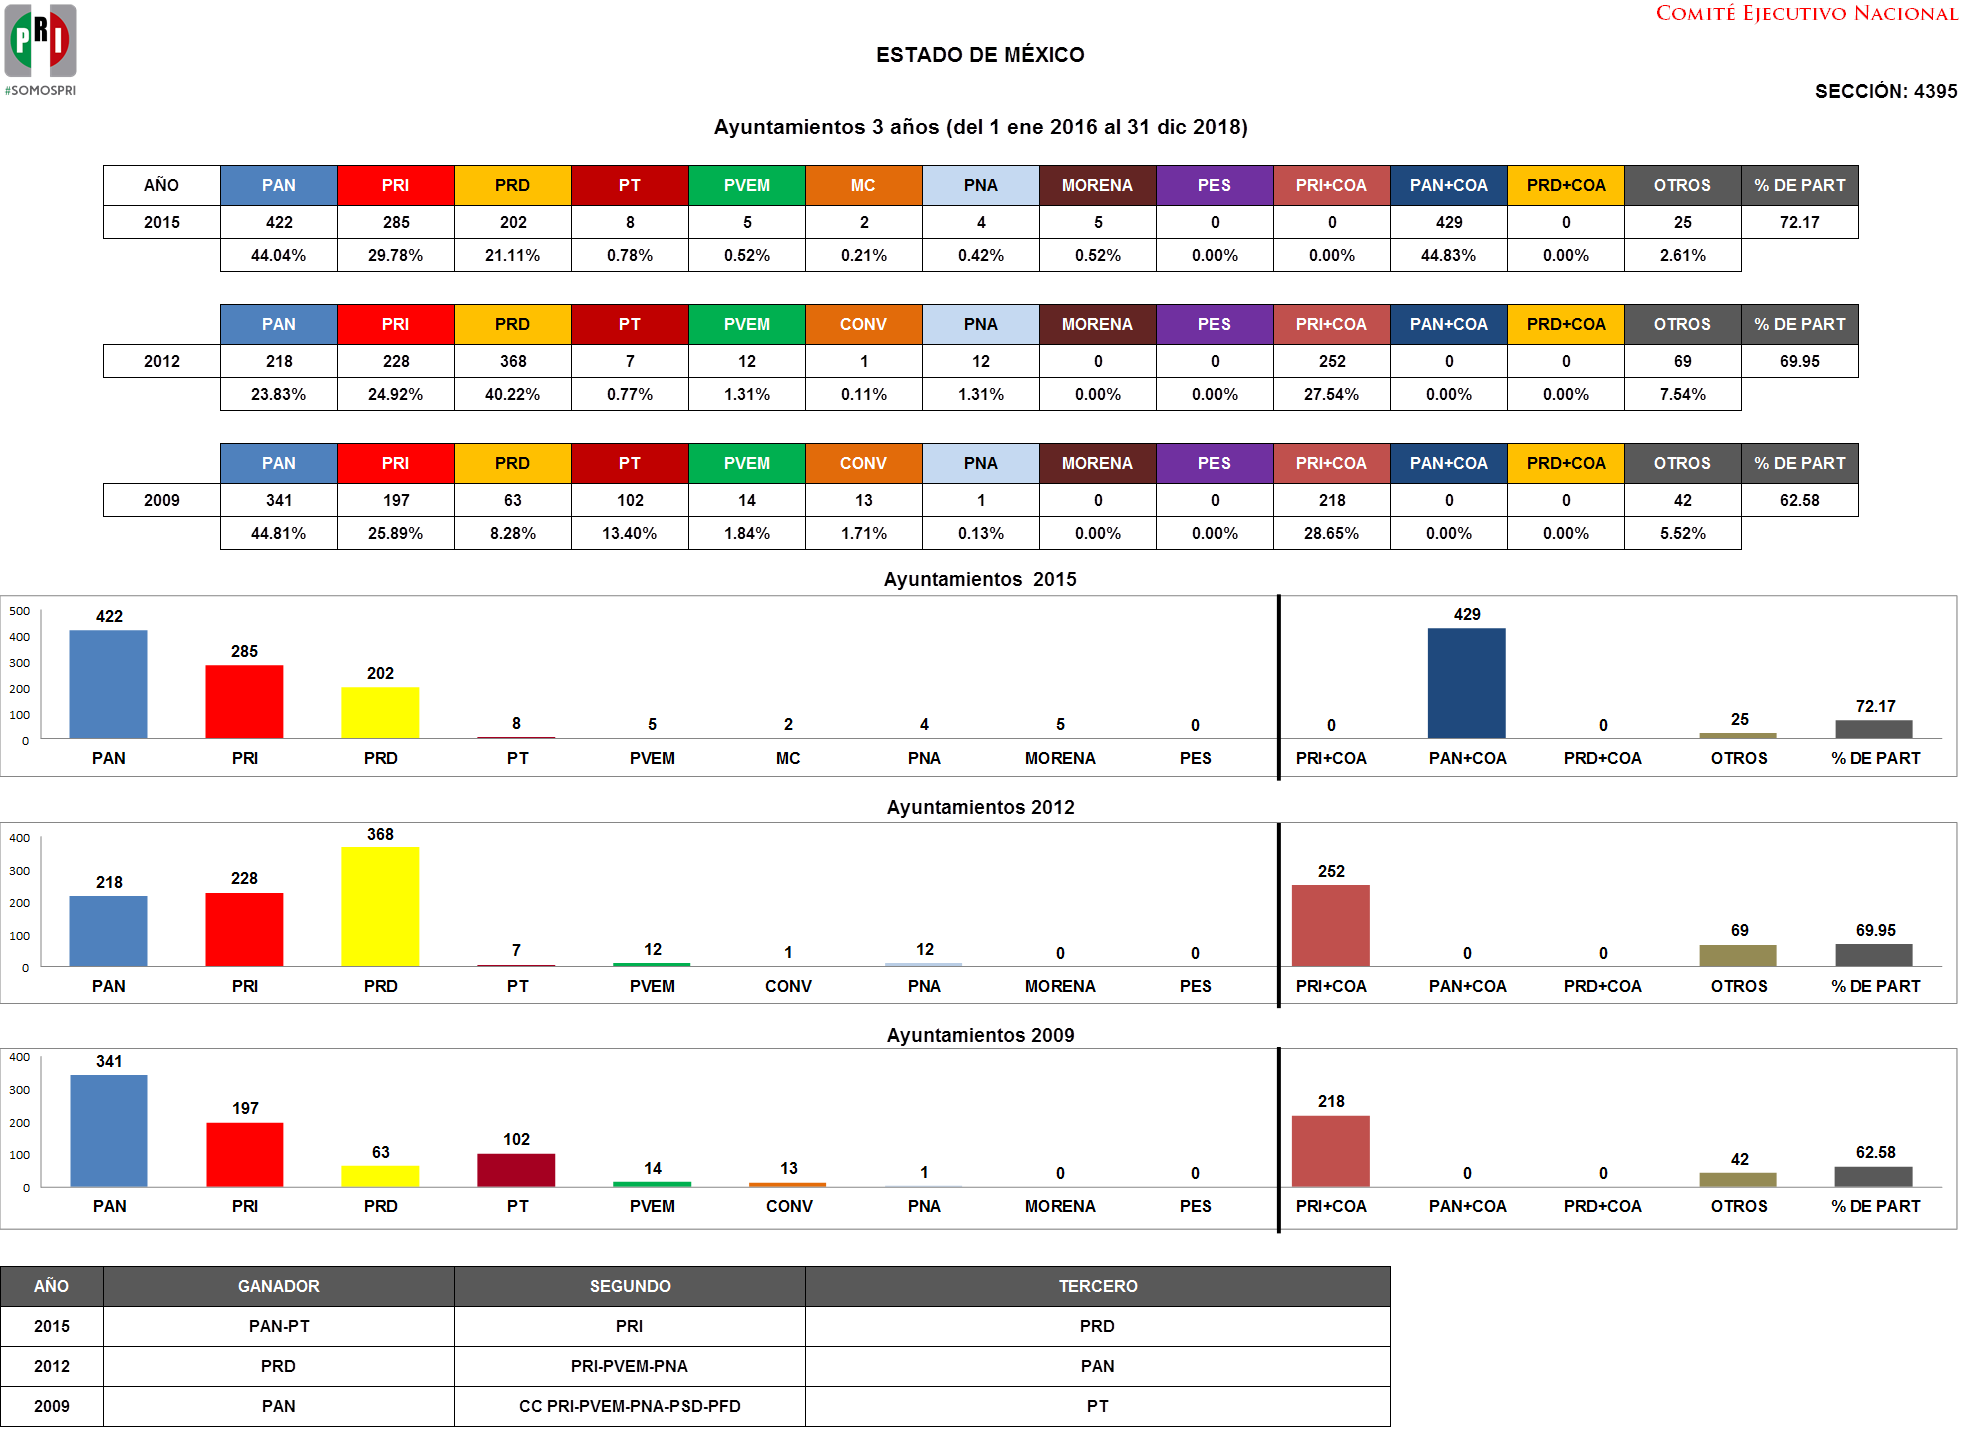 PRI
#SOMOSPRI
COMITÉ EJECUTIVO NACIONAL
ESTADO DE MÉXICO
SECCIÓN: 4395
Ayuntamientos 3 años (del 1 ene 2016 al 31 dic 2018)
AÑO PAN PRI PRD PT PVEM MC PNA MORENA PES PRI+COA PAN+COA PRD+COA OTROS % DE PART
2015 422 285 202 8 5 2 4 5 0 0 429 0 25 72.17
44.04% 29.78% 21.11% 0.78% 0.52% 0.21% 0.42% 0.52% 0.00% 0.00% 44.83% 0.00% 2.61%
PAN PRI PRD PT PVEM CONV PNA MORENA PES PRI+COA PAN+COA PRD+COA OTROS % DE PART
2012 218 228 368 7 12 1 12 0 0 252 0 0 69 69.95
23.83% 24.92% 40.22% 0.77% 1.31% 0.11% 1.31% 0.00% 0.00% 27.54% 0.00% 0.00% 7.54%
PAN PRI PRD PT PVEM CONV PNA MORENA PES PRI+COA PAN+COA PRD+COA OTROS % DE PART
2009 341 197 63 102 14 13 1 0 0 218 0 0 42 62.58
44.81% 25.89% 8.28% 13.40% 1.84% 1.71% 0.13% 0.00% 0.00% 28.65% 0.00% 0.00% 5.52%
Ayuntamientos 2015
500
400
300
200
100
0
422 285 202 8 5 2 4 5 0 0 429 0 25 72.17
PAN PRI PRD PT PVEM MC PNA MORENA PES PRI+COA PAN+COA PRD+COA OTROS % DE PART
Ayuntamientos 2012
400
300
200
100
0
218 228 368 7 12 1 12 0 0 252 0 0 69 69.95
PAN PRI PRD PT PVEM CONV PNA MORENA PES PRI+COA PAN+COA PRD+COA OTROS % DE PART
Ayuntamientos 2009
400
300
200
100
0
341 197 63 102 14 13 1 0 0 218 0 0 42 62.58
PAN PRI PRD PT PVEM CONV PNA MORENA PES PRI+COA PAN+COA PRD+COA OTROS % DE PART
AÑO GANADOR SEGUNDO TERCERO
2015 PAN-PT PRI PRD
2012 PRD PRI-PVEM-PNA PAN
2009 PAN CC PRI-PVEM-PNA-PSD-PFD PT